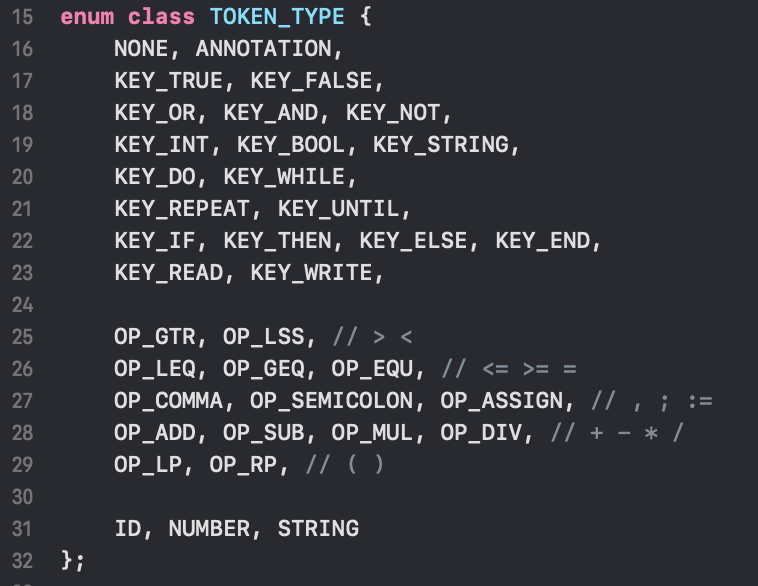 15 enum class TOKEN_TYPE {
16 NONE, ANNOTATION,
17 KEY_TRUE, KEY_FALSE,
18 KEY_OR, KEY_AND, KEY_NOT,
19 KEY_INT, KEY_BOOL, KEY_STRING,
20 KEY_DO, KEY_WHILE,
21 KEY_REPEAT, KEY_UNTIL,
22 KEY_IF, KEY_THEN, KEY_ELSE, KEY_END,
23 KEY_READ, KEY_WRITE,
24
25 OP_GTR, OP_LSS, // > <
26 OP_LEQ, OP_GEQ, OP_EQU, // <= >= =
27 OP_COMMA, OP_SEMICOLON, OP_ASSIGN, // , ; :=
28 OP_ADD, OP_SUB, OP_MUL, OP_DIV, // + - * /
29 OP_LP, OP_RP, // ( )
30
31 ID, NUMBER, STRING
32 };